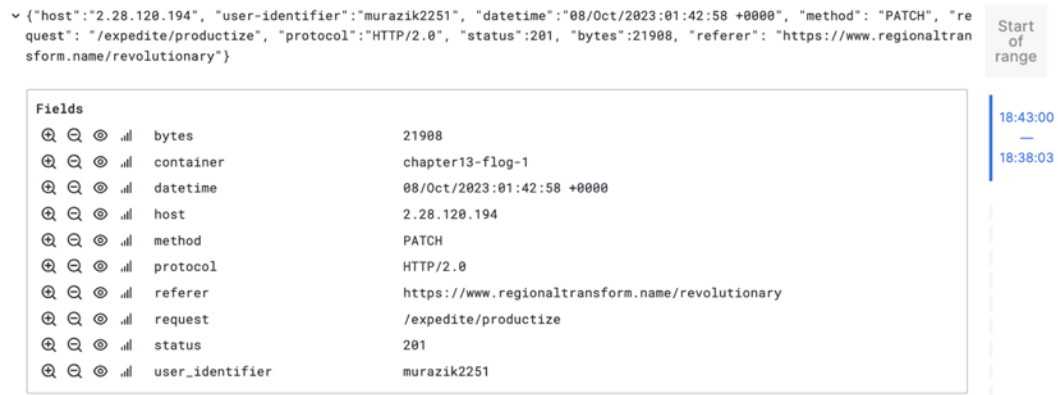 {"host":"2.28.120.194", "user-identifier":"murazik2251", "datetime":"08/Oct/2023:01:42:58 +0000", "method": "PATCH", "re
quest": "/expedite/productize", "protocol":"HTTP/2.0", "status":201, "bytes":21908, "referer": "https://www.regionaltran
sform.name/revolutionary"}
Start
of
range
Fields
bytes 21908
container chapter13-flog-1
datetime 08/Oct/2023:01:42:58 +0000
host 2.28.120.194
method PATCH
protocol HTTP/2.0
referer https://www.regionaltransform.name/revolutionary
request /expedite/productize
status 201
user_identifier murazik2251
18:43:00
—
18:38:03